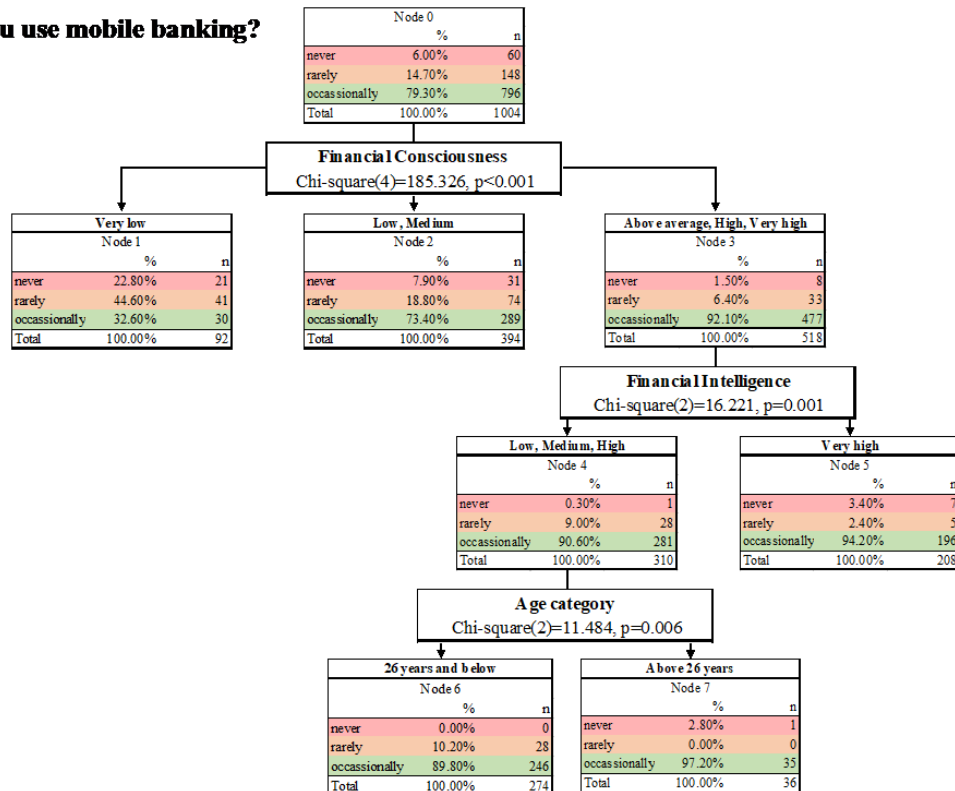 u use mobile banking?
Node 0
% n
never 6.00% 60
rarely 14.70% 148
occassionally 79.30% 796
Total 100.00% 1004
Financial Consciousness
Chi-square(4)=185.326, p<0.001
Very low
Node 1
% n
never 22.80% 21
rarely 44.60% 41
occassionally 32.60% 30
Total 100.00% 92
Low, Medium
Node 2
% n
never 7.90% 31
rarely 18.80% 74
occassionally 73.40% 289
Total 100.00% 394
Above average, High, Very high
Node 3
% n
never 1.50% 8
rarely 6.40% 33
occassionally 92.10% 477
Total 100.00% 518
Financial Intelligence
Chi-square(2)=16.221, p=0.001
Low, Medium, High
Node 4
% n
never 0.30% 1
rarely 9.00% 28
occassionally 90.60% 281
Total 100.00% 310
Very high
Node 5
% n
never 3.40% 7
rarely 2.40% 5
occassionally 94.20% 196
Total 100.00% 208
Age category
Chi-square(2)=11.484, p=0.006
26 years and below
Node 6
% n
never 0.00% 0
rarely 10.20% 28
occassionally 89.80% 246
Total 100.00% 274
Above 26 years
Node 7
% n
never 2.80% 1
rarely 0.00% 0
occassionally 97.20% 35
Total 100.00% 36